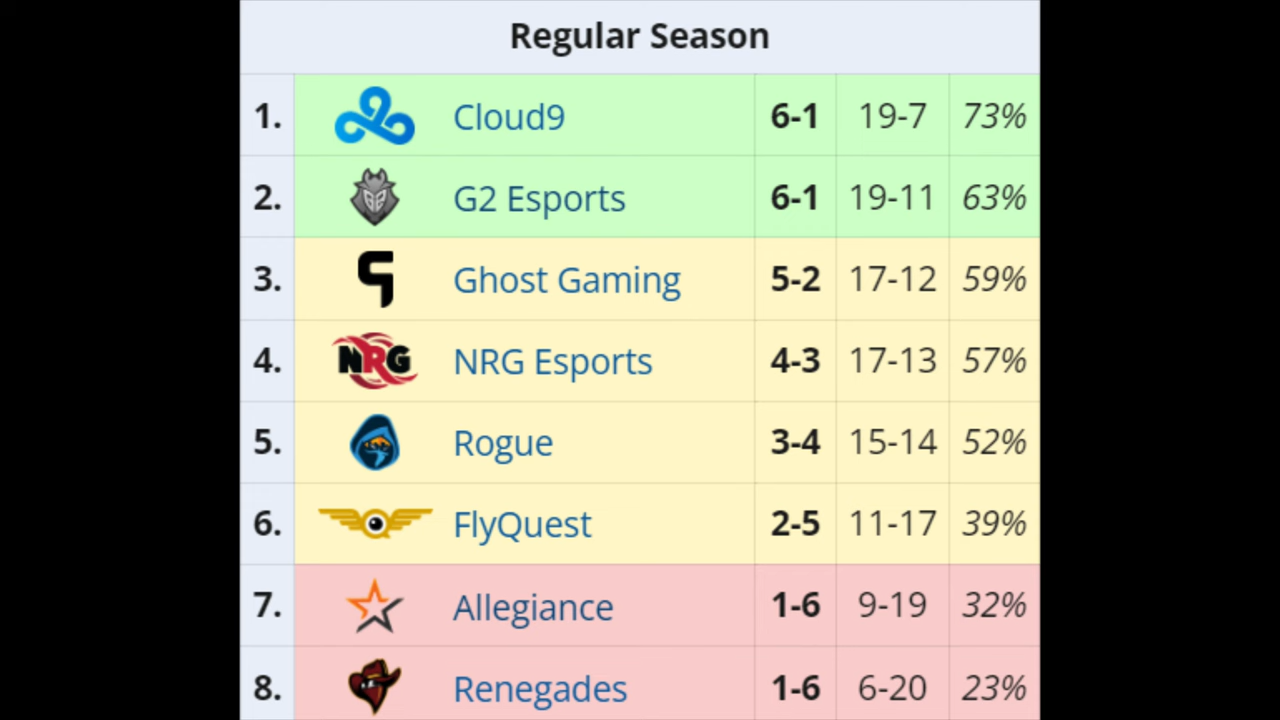 Regular Season
1. Cloud9 6-1 19-7 73%
2. G2 Esports 6-1 19-11 63%
3. Ghost Gaming 5-2 17-12 59%
4. NRG NRG Esports 4-3 17-13 57%
5. Rogue 3-4 15-14 52%
6. FlyQuest 2-5 11-17 39%
7. Allegiance 1-6 9-19 32%
8. Renegades 1-6 6-20 23%